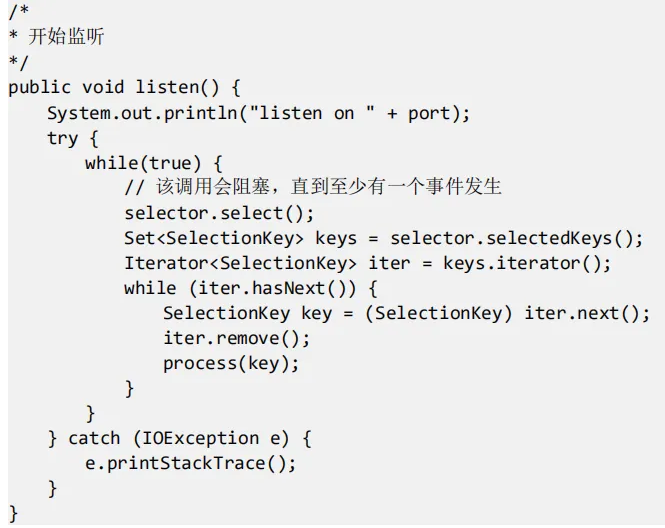 /*
* 开始监听
*/
public void listen() {
    System.out.println("listen on " + port);
    try {
        while(true) {
            // 该调用会阻塞，直到至少有一个事件发生
            selector.select();
            Set<SelectionKey> keys = selector.selectedKeys();
            Iterator<SelectionKey> iter = keys.iterator();
            while (iter.hasNext()) {
                SelectionKey key = (SelectionKey) iter.next();
                iter.remove();
                process(key);
            }
        }
    } catch (IOException e) {
        e.printStackTrace();
    }
}